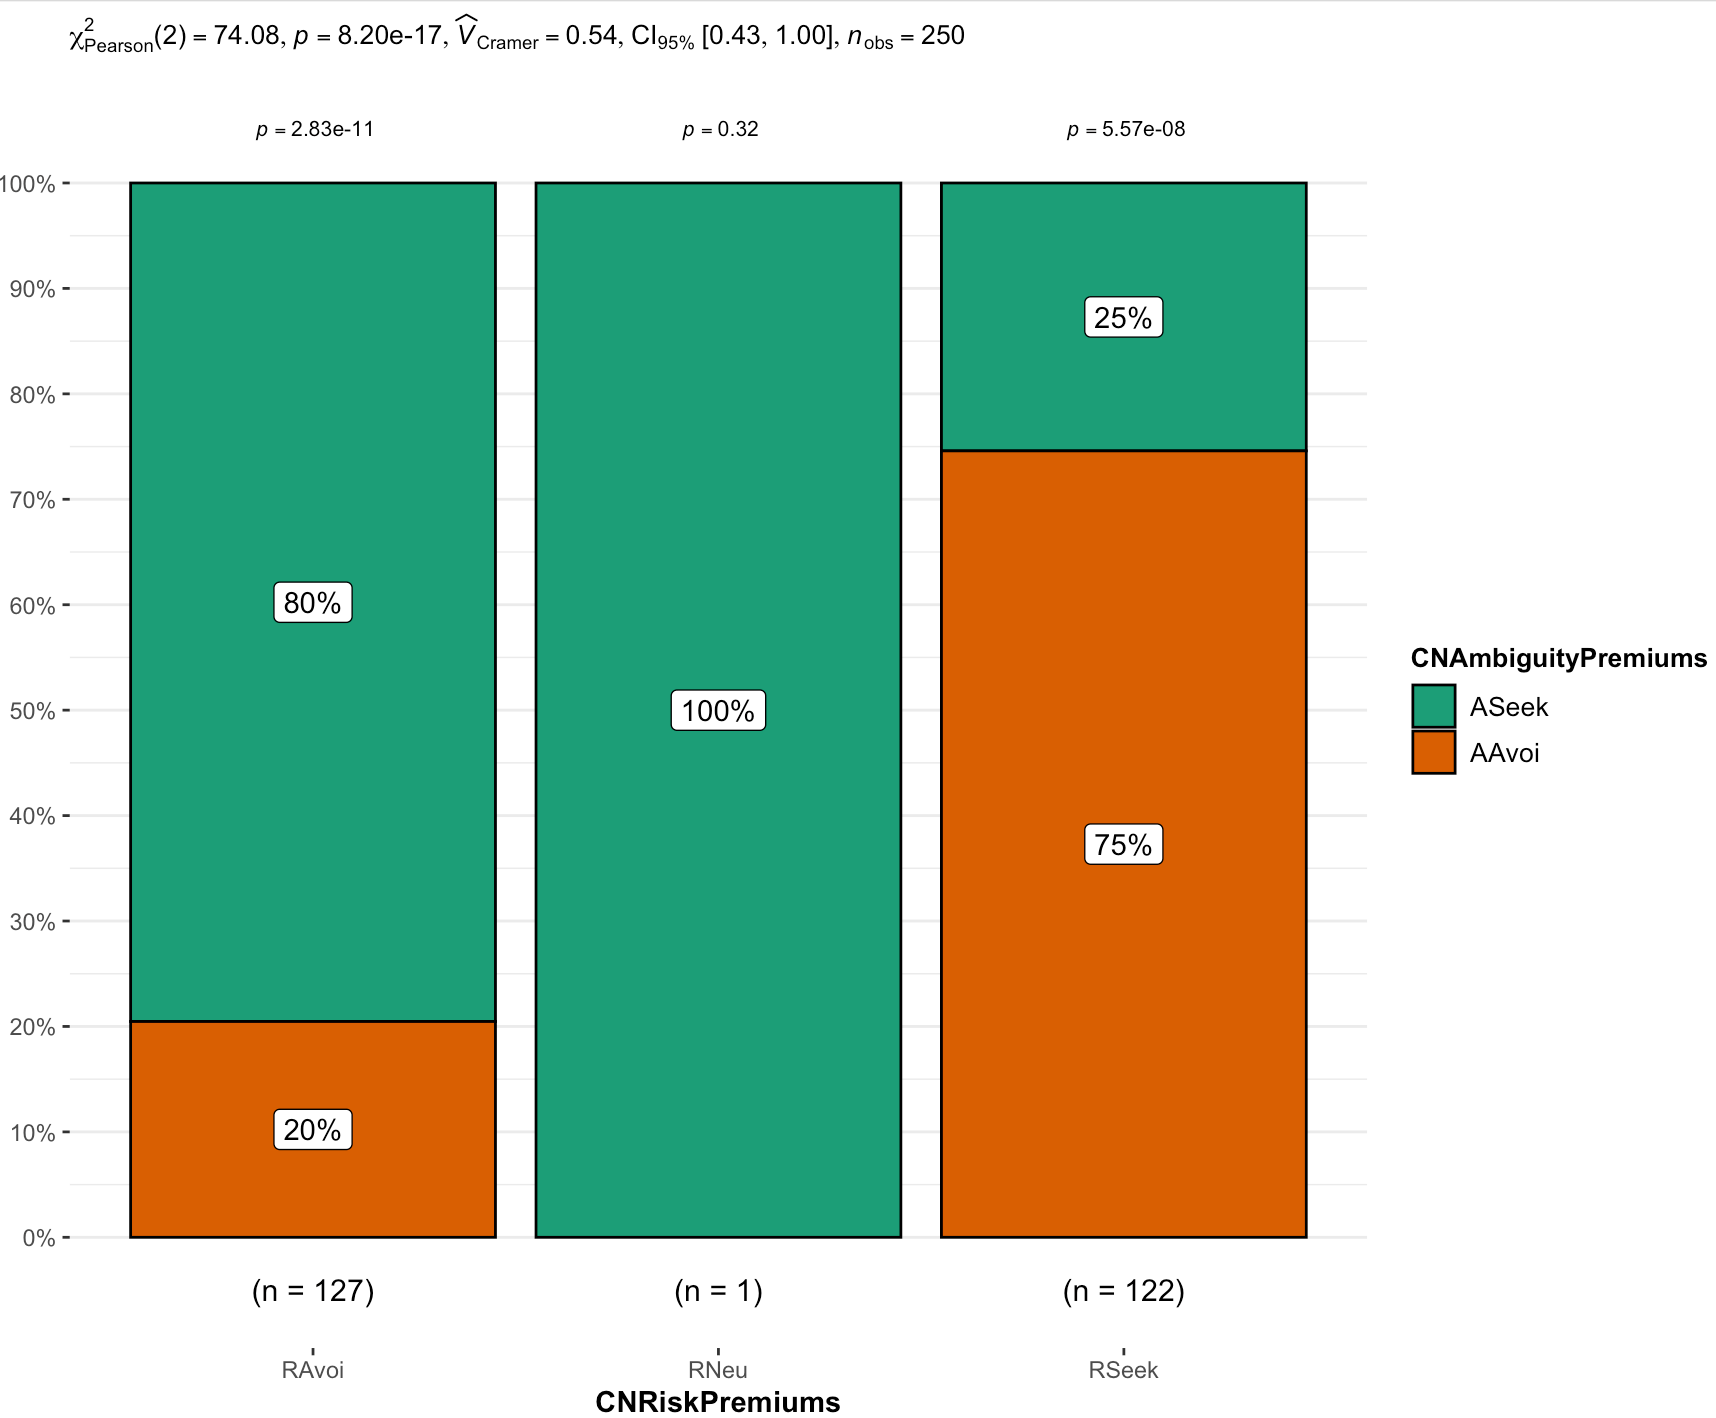 χ²Pearson(2) = 74.08, p = 8.20e-17, V̂Cramer = 0.54, CI95% [0.43, 1.00], nobs = 250
p = 2.83e-11 p = 0.32 p = 5.57e-08
100%
90%
80%
70%
60%
50%
40%
30%
20%
10%
0%
80%
20%
100%
25%
75%
(n = 127) (n = 1) (n = 122)
RAvoi RNeu RSeek
CNRiskPremiums
CNAmbiguityPremiums
ASeek
AAvoi